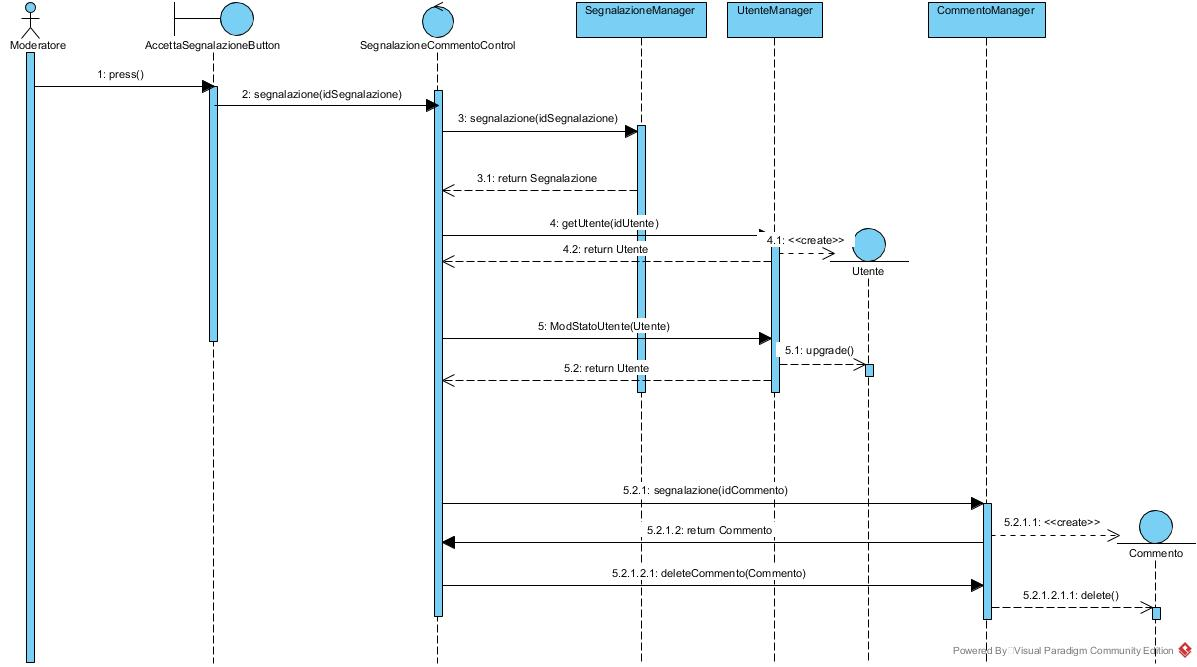 SegnalazioneManager
UtenteManager
CommentoManager
Moderatore
AccettaSegnalazioneButton
SegnalazioneCommentoControl
1: press()
2: segnalazione(idSegnalazione)
3: segnalazione(idSegnalazione)
3.1: return Segnalazione
4: getUtente(idUtente)
4.1: <<create>>
4.2: return Utente
Utente
5: ModStatoUtente(Utente)
5.1: upgrade()
5.2: return Utente
5.2.1: segnalazione(idCommento)
5.2.1.1: <<create>>
5.2.1.2: return Commento
Commento
5.2.1.2.1: deleteCommento(Commento)
5.2.1.2.1.1: delete()
Powered By Visual Paradigm Community Edition